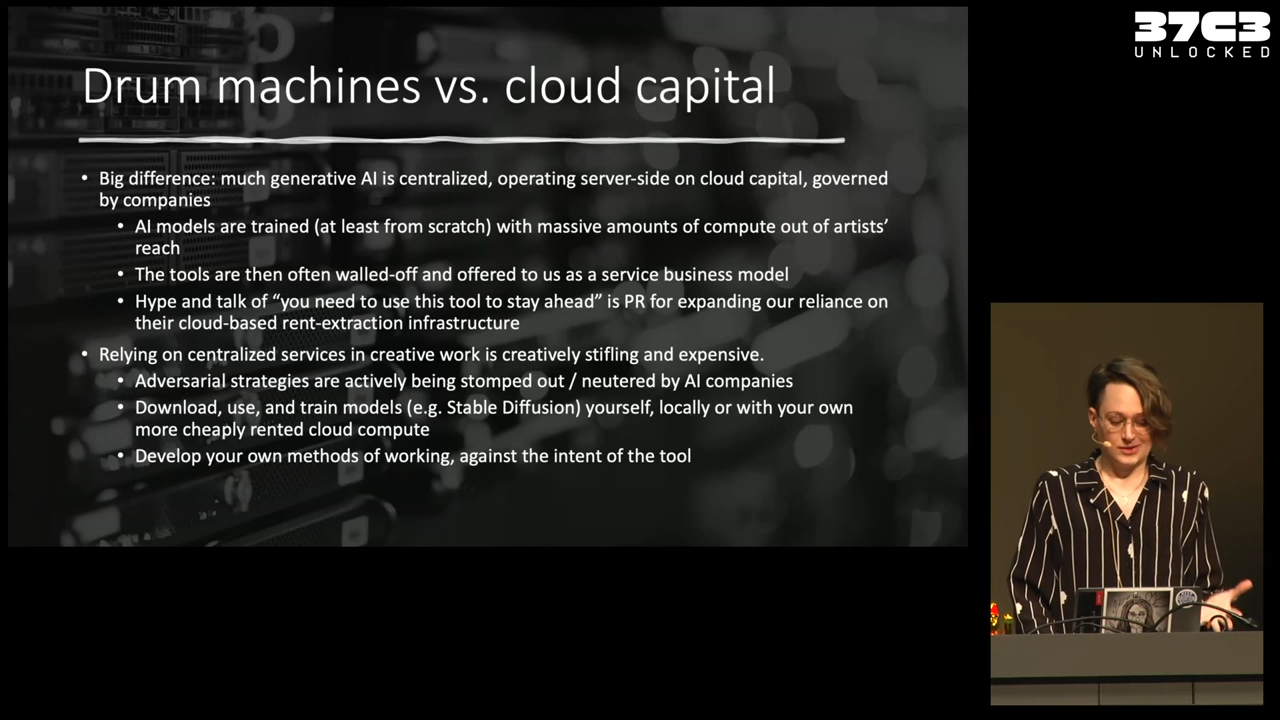 37C3
UNLOCKED
Drum machines vs. cloud capital
• Big difference: much generative AI is centralized, operating server-side on cloud capital, governed
by companies
• AI models are trained (at least from scratch) with massive amounts of compute out of artists’
reach
• The tools are then often walled-off and offered to us as a service business model
• Hype and talk of “you need to use this tool to stay ahead” is PR for expanding our reliance on
their cloud-based rent-extraction infrastructure
• Relying on centralized services in creative work is creatively stifling and expensive.
• Adversarial strategies are actively being stomped out / neutered by AI companies
• Download, use, and train models (e.g. Stable Diffusion) yourself, locally or with your own
more cheaply rented cloud compute
• Develop your own methods of working, against the intent of the tool